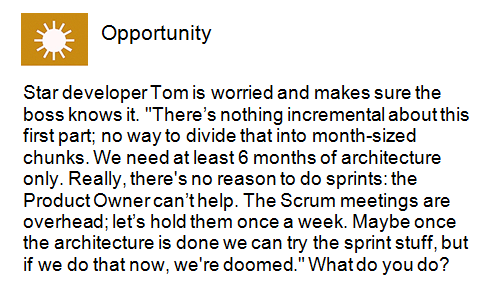 Opportunity
Star developer Tom is worried and makes sure the
boss knows it. "There’s nothing incremental about this
first part; no way to divide that into month-sized
chunks. We need at least 6 months of architecture
only. Really, there's no reason to do sprints: the
Product Owner can’t help. The Scrum meetings are
overhead; let’s hold them once a week. Maybe once
the architecture is done we can try the sprint stuff, but
if we do that now, we're doomed." What do you do?